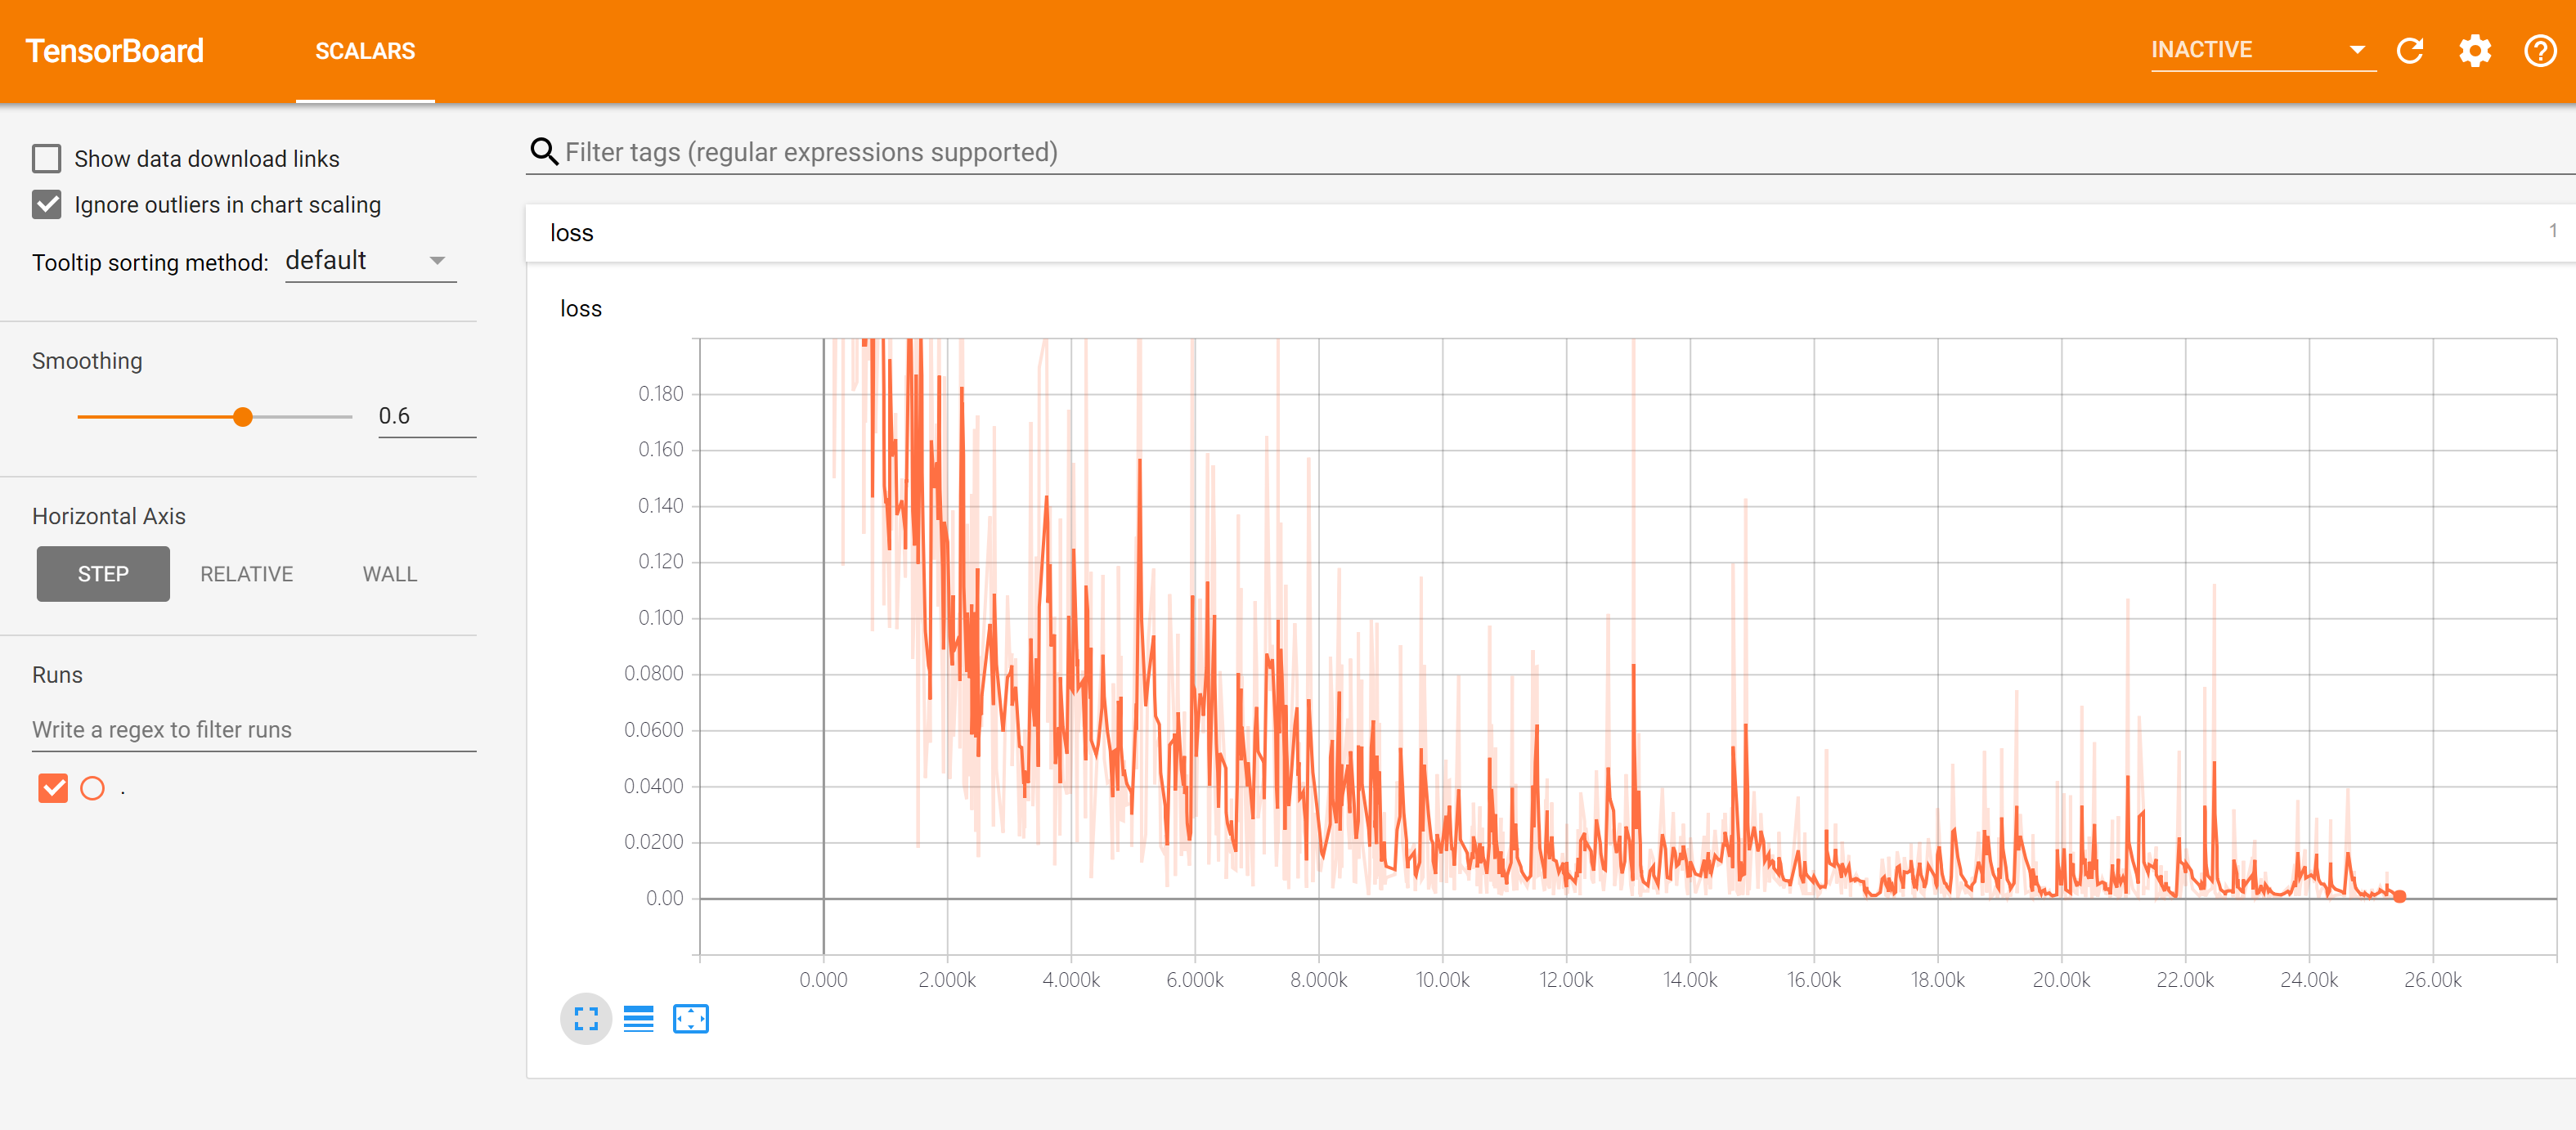 TensorBoard
SCALARS
INACTIVE
Show data download links
Ignore outliers in chart scaling
Tooltip sorting method: default
Smoothing
0.6
Horizontal Axis
STEP RELATIVE WALL
Runs
Write a regex to filter runs
.
Filter tags (regular expressions supported)
loss 1
loss
0.180
0.160
0.140
0.120
0.100
0.0800
0.0600
0.0400
0.0200
0.00
0.000 2.000k 4.000k 6.000k 8.000k 10.00k 12.00k 14.00k 16.00k 18.00k 20.00k 22.00k 24.00k 26.00k